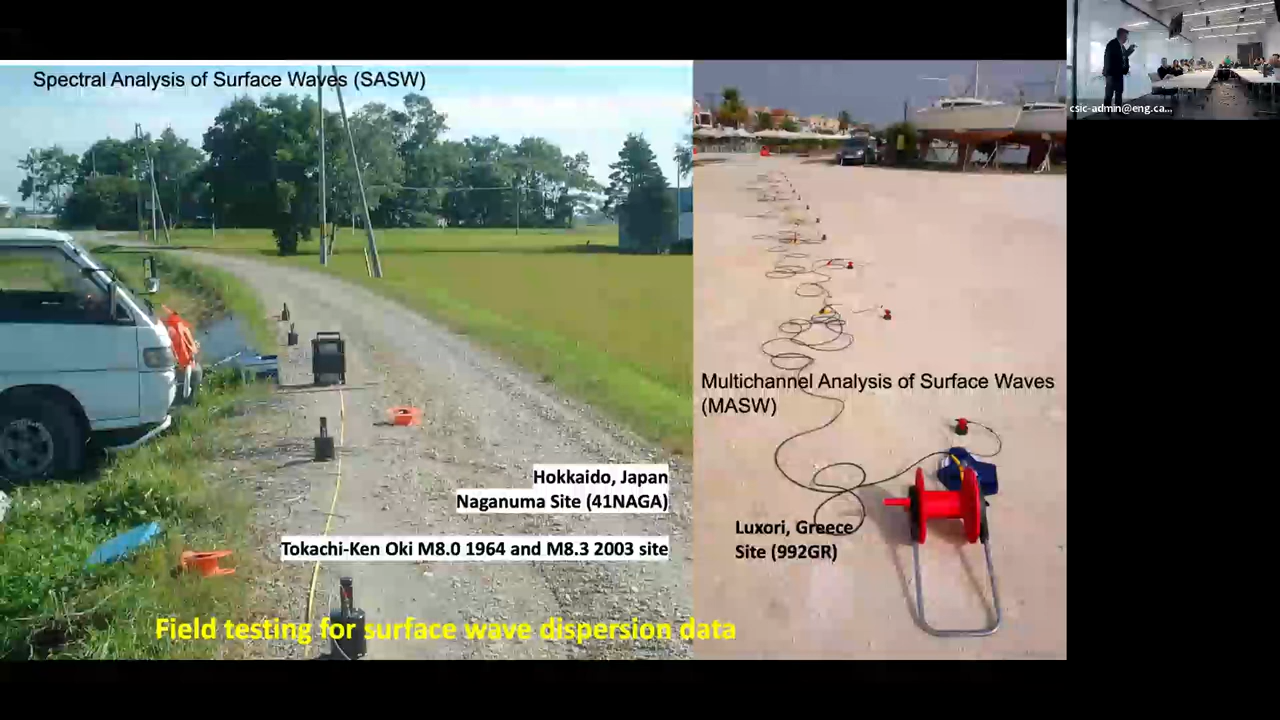 Spectral Analysis of Surface Waves (SASW)
csic-admin@eng.ca...
Multichannel Analysis of Surface Waves
(MASW)
Hokkaido, Japan
Naganuma Site (41NAGA)
Luxori, Greece
Site (992GR)
Tokachi-Ken Oki M8.0 1964 and M8.3 2003 site
Field testing for surface wave dispersion data